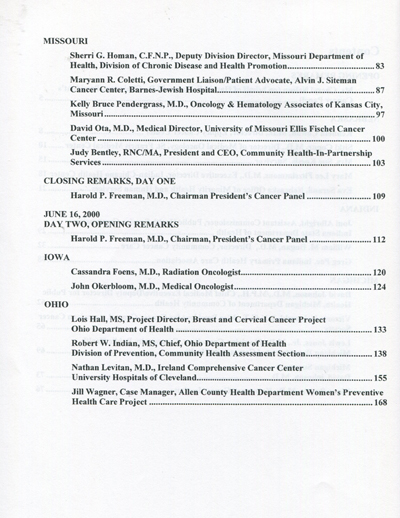 MISSOURI
Sherri G. Homan, C.F.N.P., Deputy Division Director, Missouri Department of
Health, Division of Chronic Disease and Health Promotion....................................83
Maryann R. Coletti, Government Liaison/Patient Advocate, Alvin J. Siteman
Cancer Center, Barnes-Jewish Hospital....................................................87
Kelly Bruce Pendergrass, M.D., Oncology & Hematology Associates of Kansas City,
Missouri ....................................................97
David Ota, M.D., Medical Director, University of Missouri Ellis Fischel Cancer
Center ....................................................100
Judy Bentley, RNC/MA, President and CEO, Community Health-In-Partnership
Services ....................................................103
CLOSING REMARKS, DAY ONE
Harold P. Freeman, M.D., Chairman President's Cancer Panel ........................109
JUNE 16, 2000
DAY TWO, OPENING REMARKS
Harold P. Freeman, M.D., Chairman, President's Cancer Panel ........................112
IOWA
Cassandra Foens, M.D., Radiation Oncologist....................................................120
John Okerbloom, M.D., Medical Oncologist ....................................................124
OHIO
Lois Hall, MS, Project Director, Breast and Cervical Cancer Project
Ohio Department of Health ....................................................133
Robert W. Indian, MS, Chief, Ohio Department of Health
Division of Prevention, Community Health Assessment Section........................138
Nathan Levitan, M.D., Ireland Comprehensive Cancer Center
University Hospitals of Cleveland....................................................155
Jill Wagner, Case Manager, Allen County Health Department Women's Preventive
Health Care Project ....................................................168